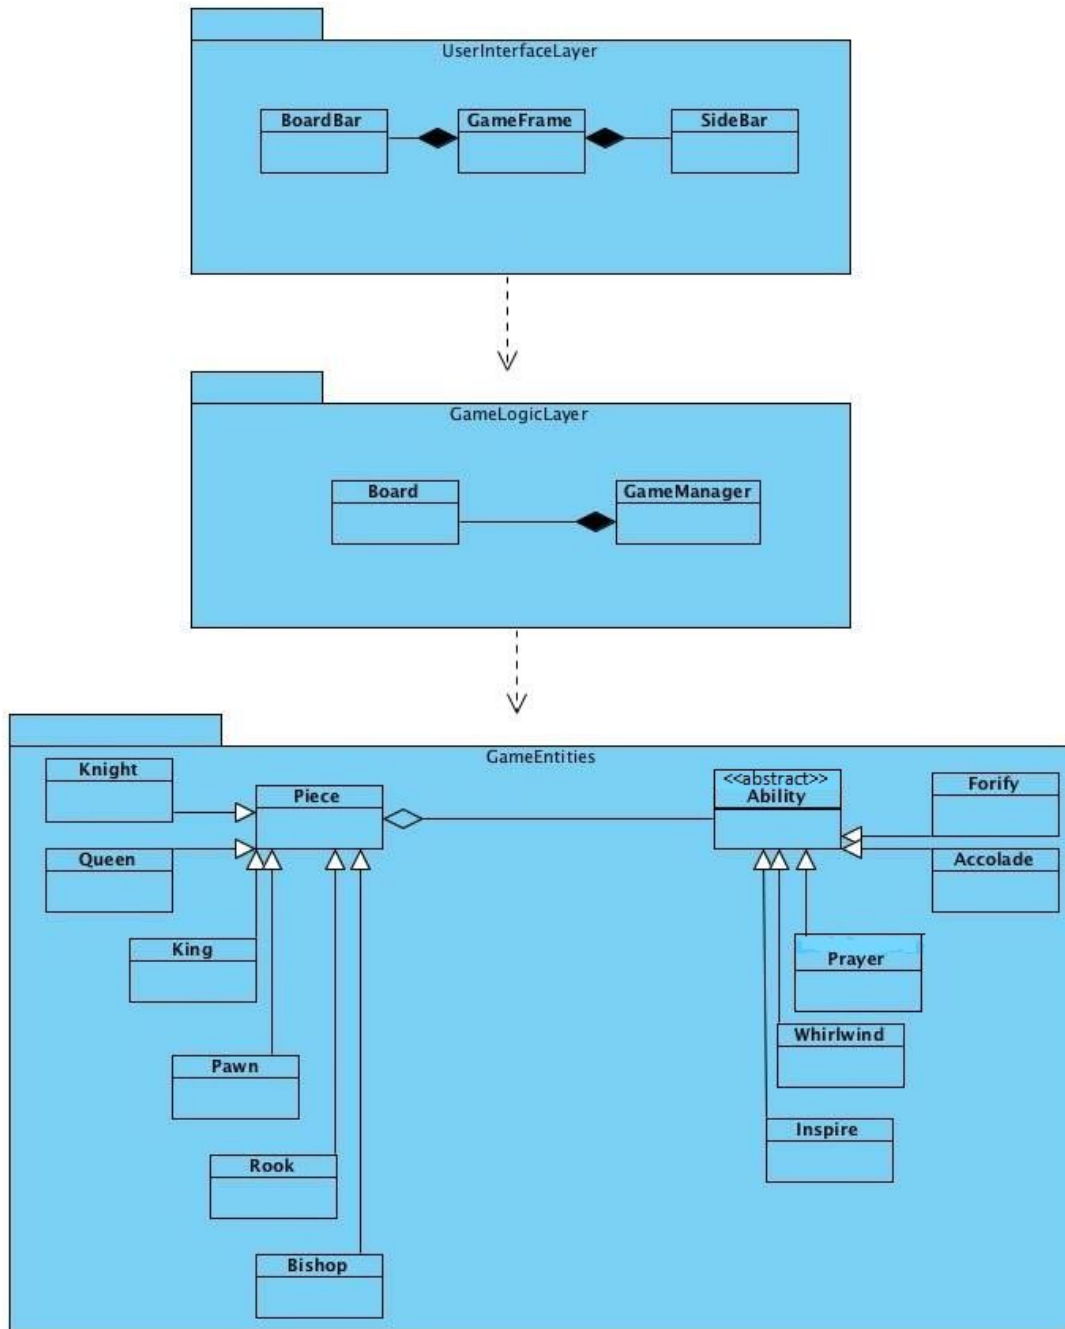 UserInterfaceLayer
BoardBar
GameFrame
SideBar
GameLogicLayer
Board
GameManager
GameEntities
Knight
Piece
<<abstract>>
Ability
Forify
Queen
Accolade
King
Prayer
Whirlwind
Pawn
Inspire
Rook
Bishop